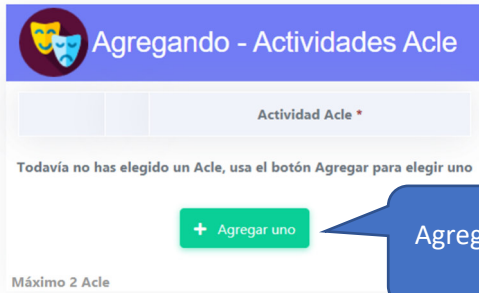 Agregando - Actividades Acle
Actividad Acle *
Todavía no has elegido un Acle, usa el botón Agregar para elegir uno
+ Agregar uno
Máximo 2 Acle